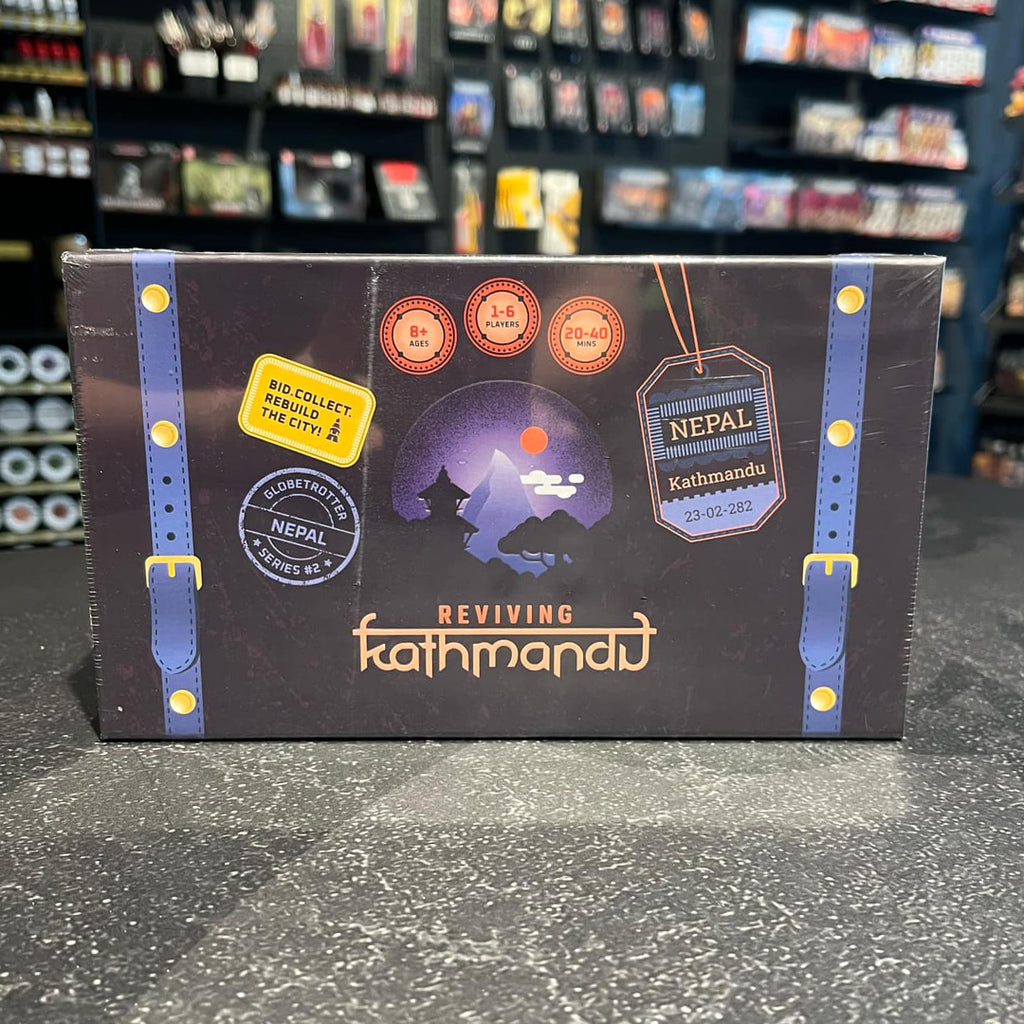 8+
AGES
1-6
PLAYERS
20-40
MINS
BID.COLLECT.
REBUILD
THE CITY!
GLOBETROTTER
NEPAL
★ SERIES #2 ★
NEPAL
Kathmandu
23-02-282
REVIVING
kathmandu